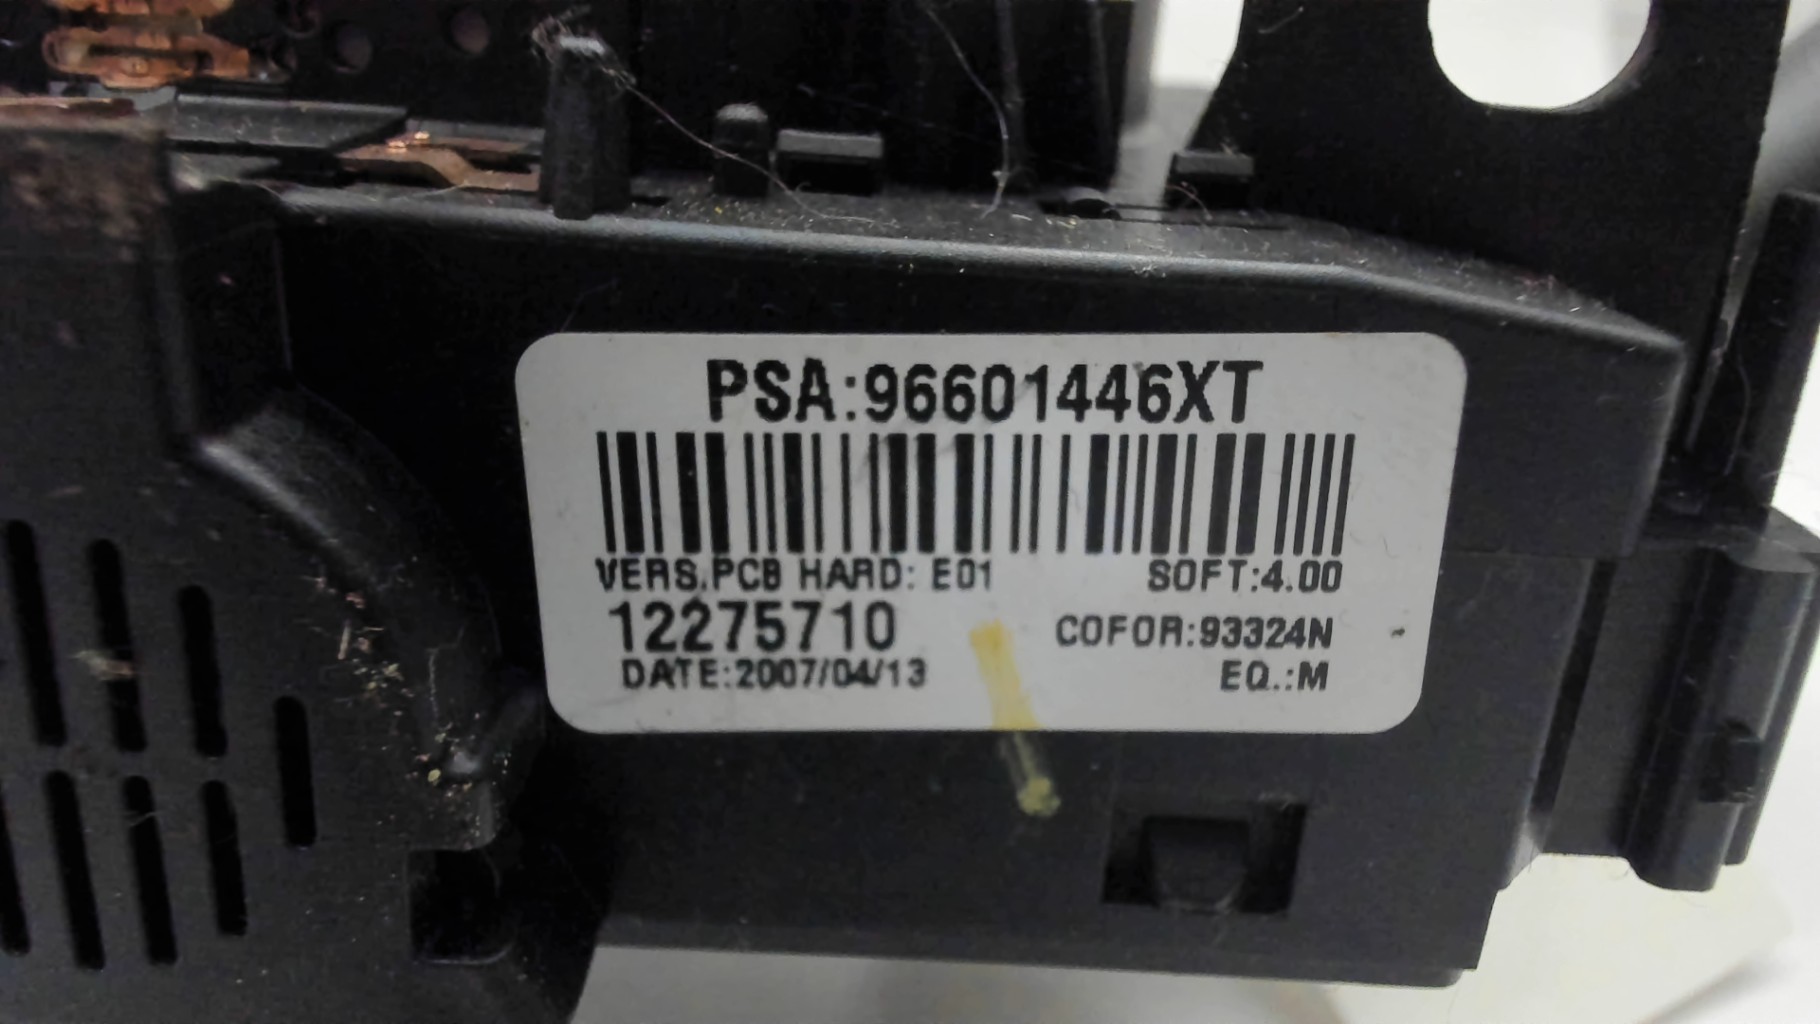 PSA:96601446XT
VERS.PCB HARD: E01 SOFT:4.00
12275710 COFOR:93324N
DATE:2007/04/13 EQ.:M